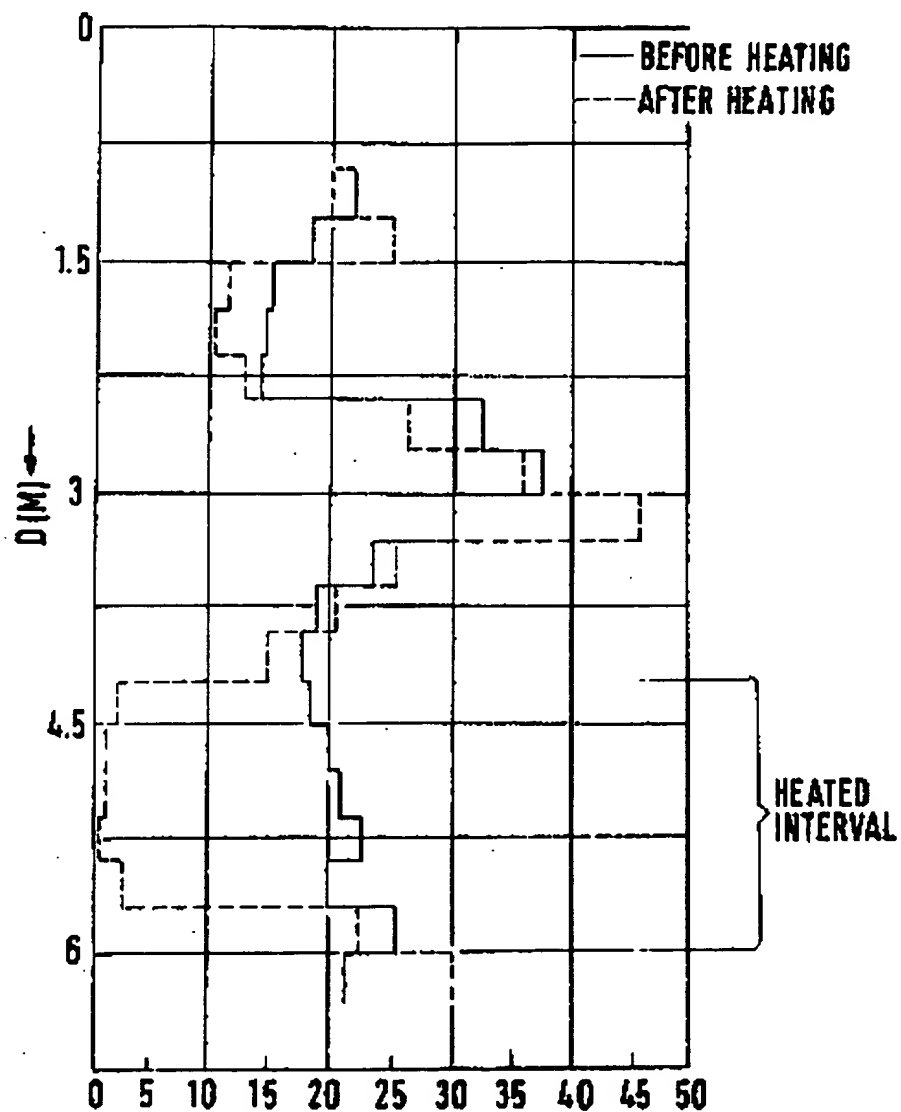 0
BEFORE HEATING
AFTER HEATING
1.5
D(M)
3
4.5
HEATED
INTERVAL
6
0 5 10 15 20 25 30 35 40 45 50